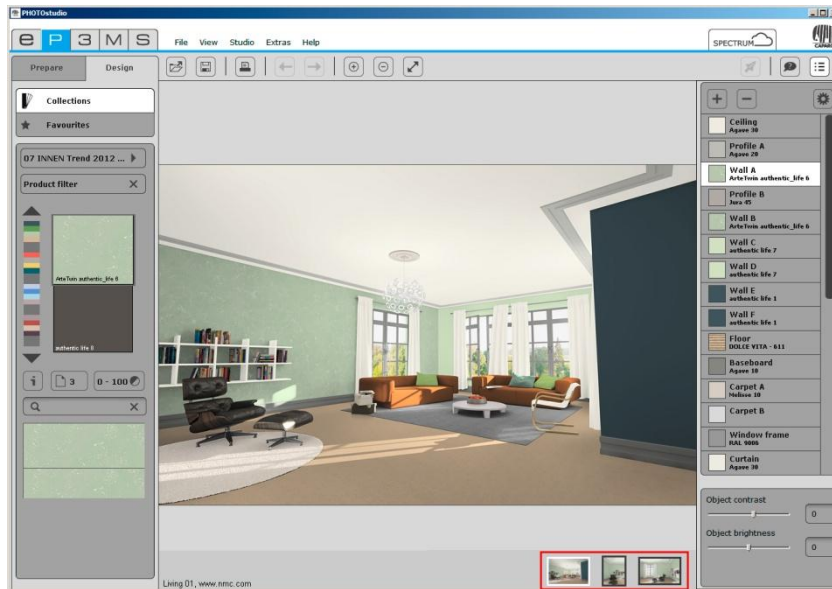 PHOTOstudio
e P 3 M S
File View Studio Extras Help
SPECTRUM
CAPAROL
Prepare Design
Collections
Favourites
07 INNEN Trend 2012 ...
Product filter X
ArteTwin authentic_life 6
authentic life 8
i 3 0 - 100
X
Ceiling
Agave 30
Profile A
Agave 20
Wall A
ArteTwin authentic_life 6
Profile B
Jura 45
Wall B
ArteTwin authentic_life 6
Wall C
authentic life 7
Wall D
authentic life 7
Wall E
authentic life 1
Wall F
authentic life 1
Floor
DOLCE VITA - 611
Baseboard
Agave 10
Carpet A
Melisse 30
Carpet B
Window frame
RAL 9006
Curtain
Agave 30
Object contrast
0
Object brightness
0
Living 01, www.nmc.com